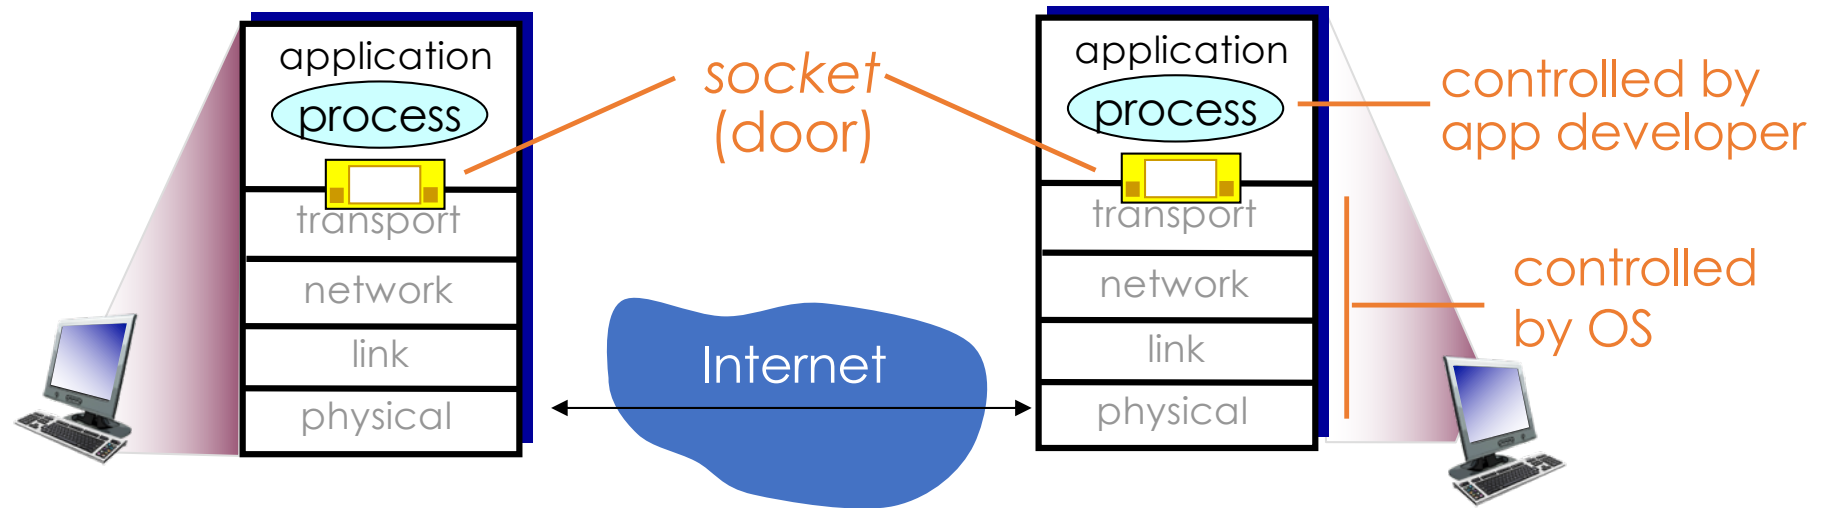 application
process
transport
network
link
physical
socket
(door)
Internet
application
process
transport
network
link
physical
controlled by
app developer
controlled
by OS